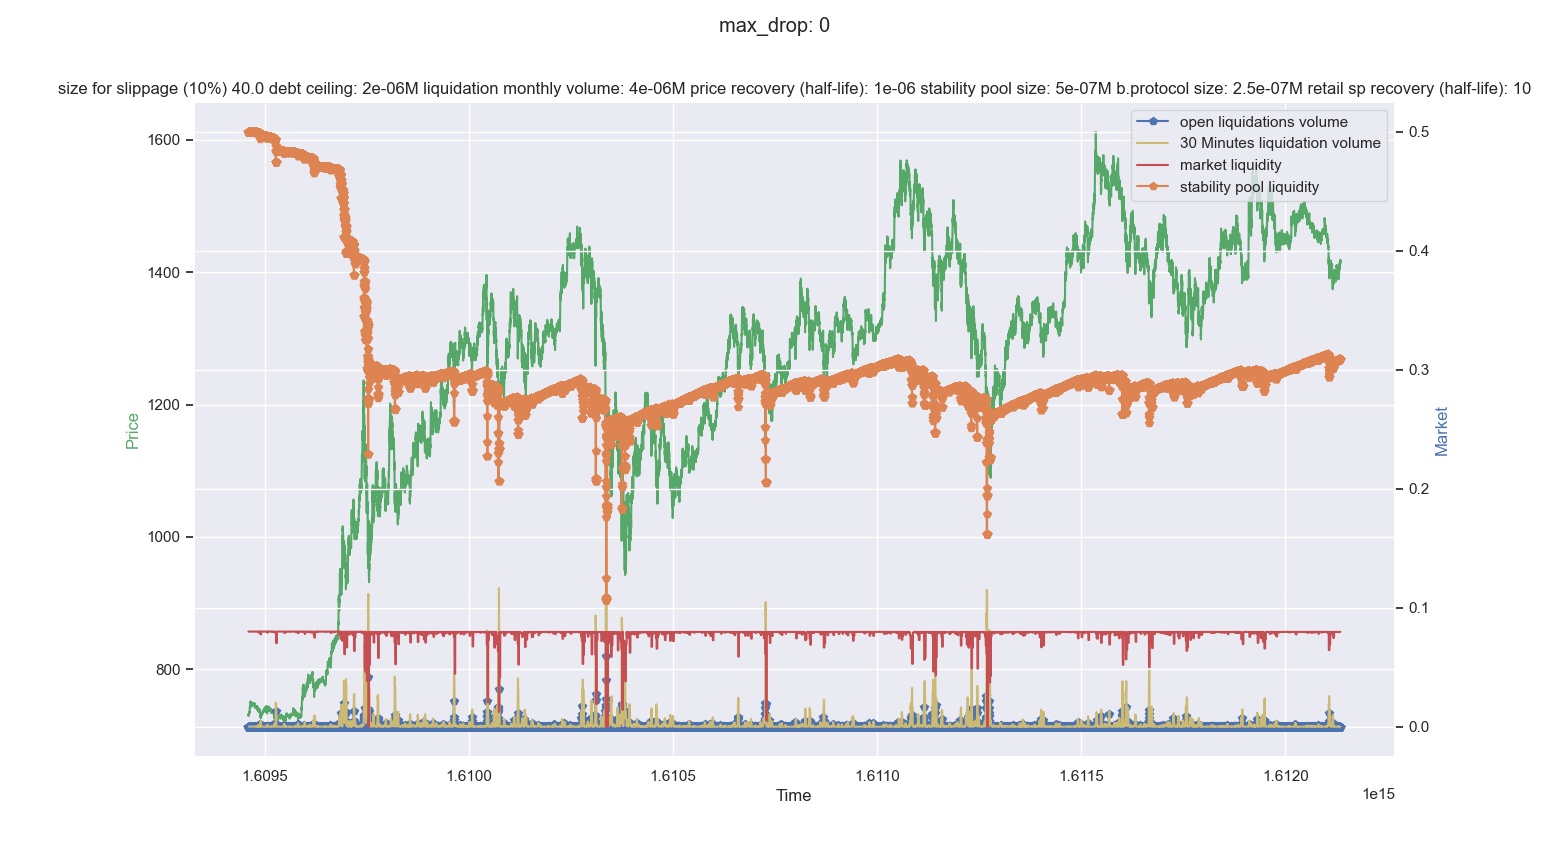 max_drop: 0
size for slippage (10%) 40.0 debt ceiling: 2e-06M liquidation monthly volume: 4e-06M price recovery (half-life): 1e-06 stability pool size: 5e-07M b.protocol size: 2.5e-07M retail sp recovery (half-life): 10
open liquidations volume
30 Minutes liquidation volume
market liquidity
stability pool liquidity
1600
1400
1200
1000
800
Price
0.5
0.4
0.3
0.2
0.1
0.0
Market
1.6095 1.6100 1.6105 1.6110 1.6115 1.6120
Time
1e15